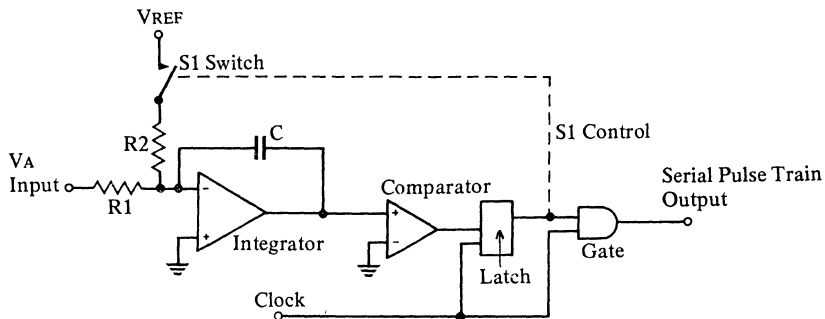 VREF
S1 Switch
R2
C
S1 Control
VA
Input
R1
-
+
Integrator
Comparator
+
-
Latch
Serial Pulse Train
Output
Gate
Clock